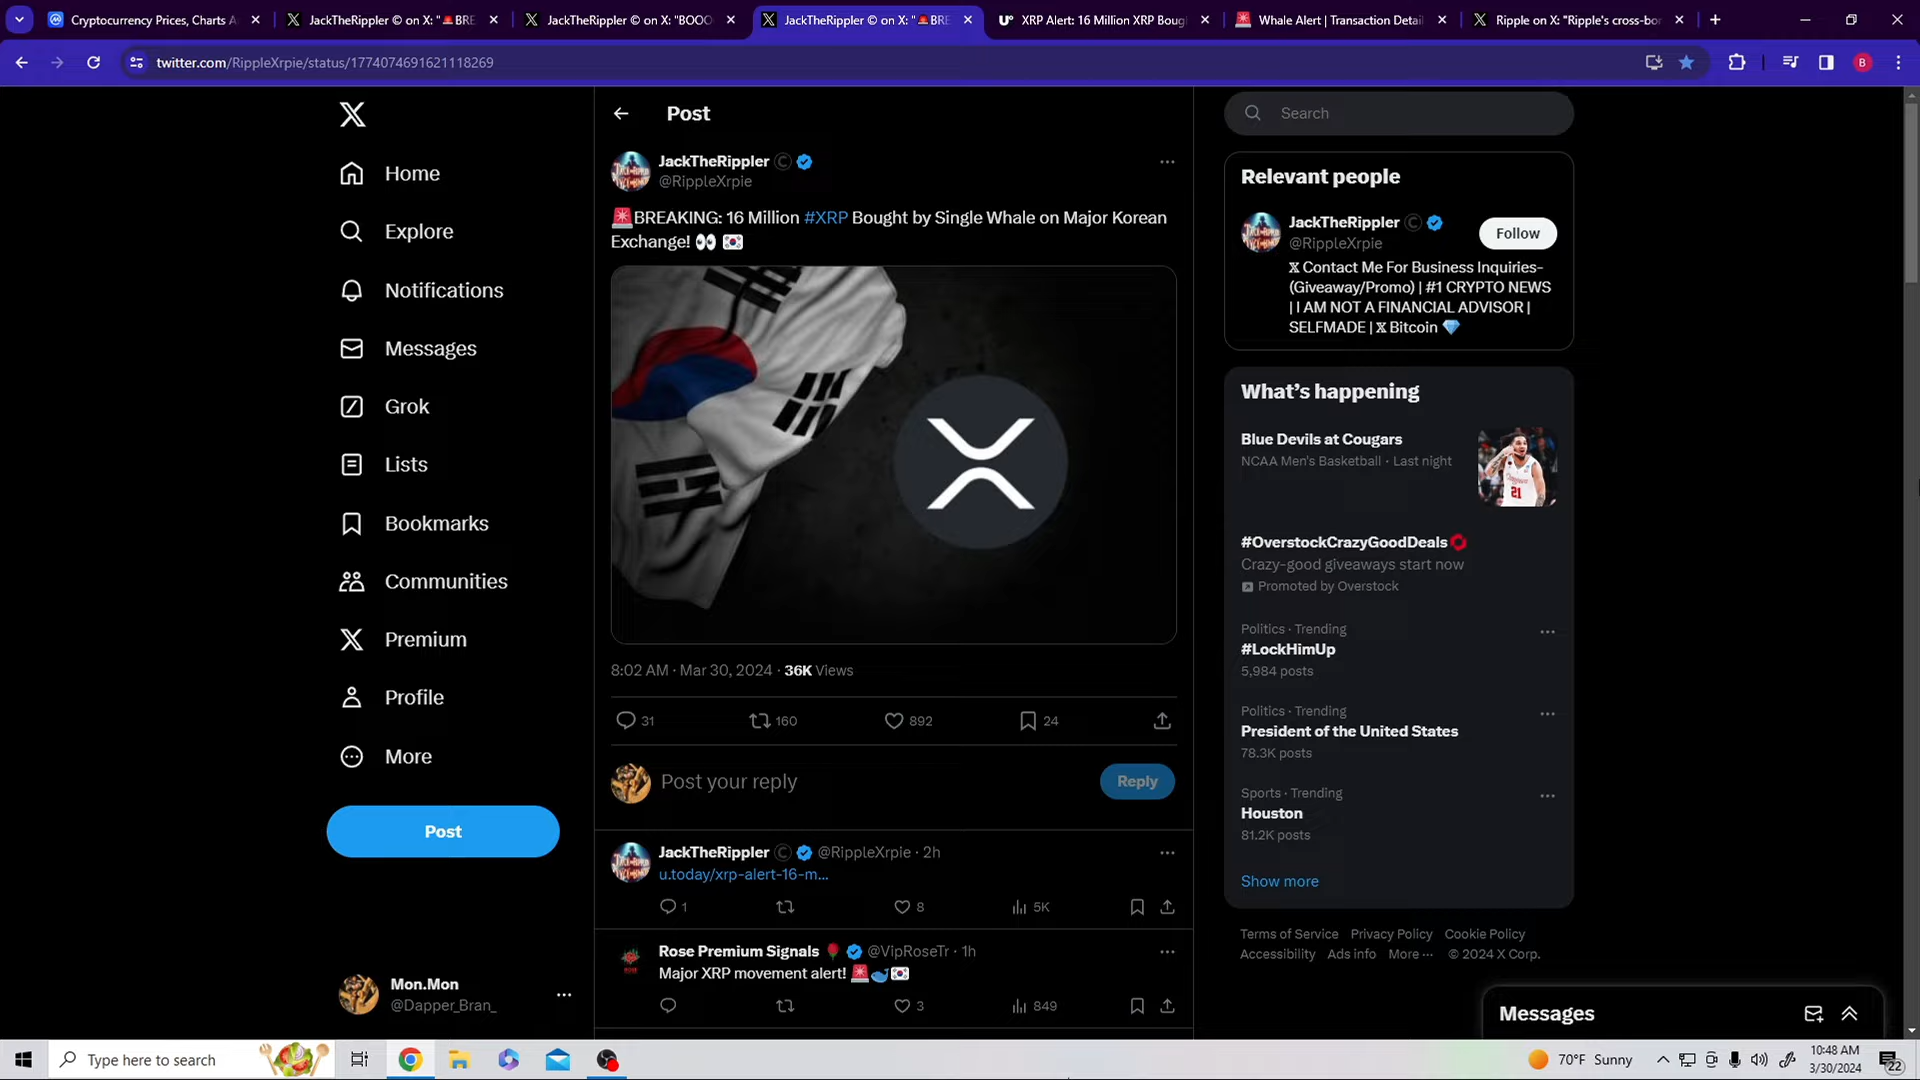 Cryptocurrency Prices, Charts A
JackTheRippler © on X: "🚨BRE
JackTheRippler © on X: "BOOO
JackTheRippler © on X: "🚨BRE
XRP Alert: 16 Million XRP Boug
Whale Alert | Transaction Detail
Ripple on X: "Ripple's cross-bor
twitter.com/RippleXrpie/status/1774074691621118269
B
Home
Explore
Notifications
Messages
Grok
Lists
Bookmarks
Communities
Premium
Profile
More
Post
Mon.Mon
@Dapper_Bran_
Post
JackTheRippler ©
@RippleXrpie
🚨BREAKING: 16 Million #XRP Bought by Single Whale on Major Korean
Exchange! 👀 🇰🇷
8:02 AM · Mar 30, 2024 · 36K Views
31 160 892 24
Post your reply
Reply
JackTheRippler © @RippleXrpie · 2h
u.today/xrp-alert-16-m...
1 8 5K
Rose Premium Signals 🌹 @VipRoseTr · 1h
Major XRP movement alert! 🚨🐳🇰🇷
3 849
Search
Relevant people
JackTheRippler ©
@RippleXrpie
Follow
𝕏 Contact Me For Business Inquiries-
(Giveaway/Promo) | #1 CRYPTO NEWS
| I AM NOT A FINANCIAL ADVISOR |
SELFMADE | 𝕏 Bitcoin 💎
What's happening
Blue Devils at Cougars
NCAA Men's Basketball · Last night
21
#OverstockCrazyGoodDeals
Crazy-good giveaways start now
Promoted by Overstock
Politics · Trending
#LockHimUp
5,984 posts
Politics · Trending
President of the United States
78.3K posts
Sports · Trending
Houston
81.2K posts
Show more
Terms of Service Privacy Policy Cookie Policy
Accessibility Ads info More ··· © 2024 X Corp.
Messages
Type here to search
70°F Sunny
10:48 AM
3/30/2024
22